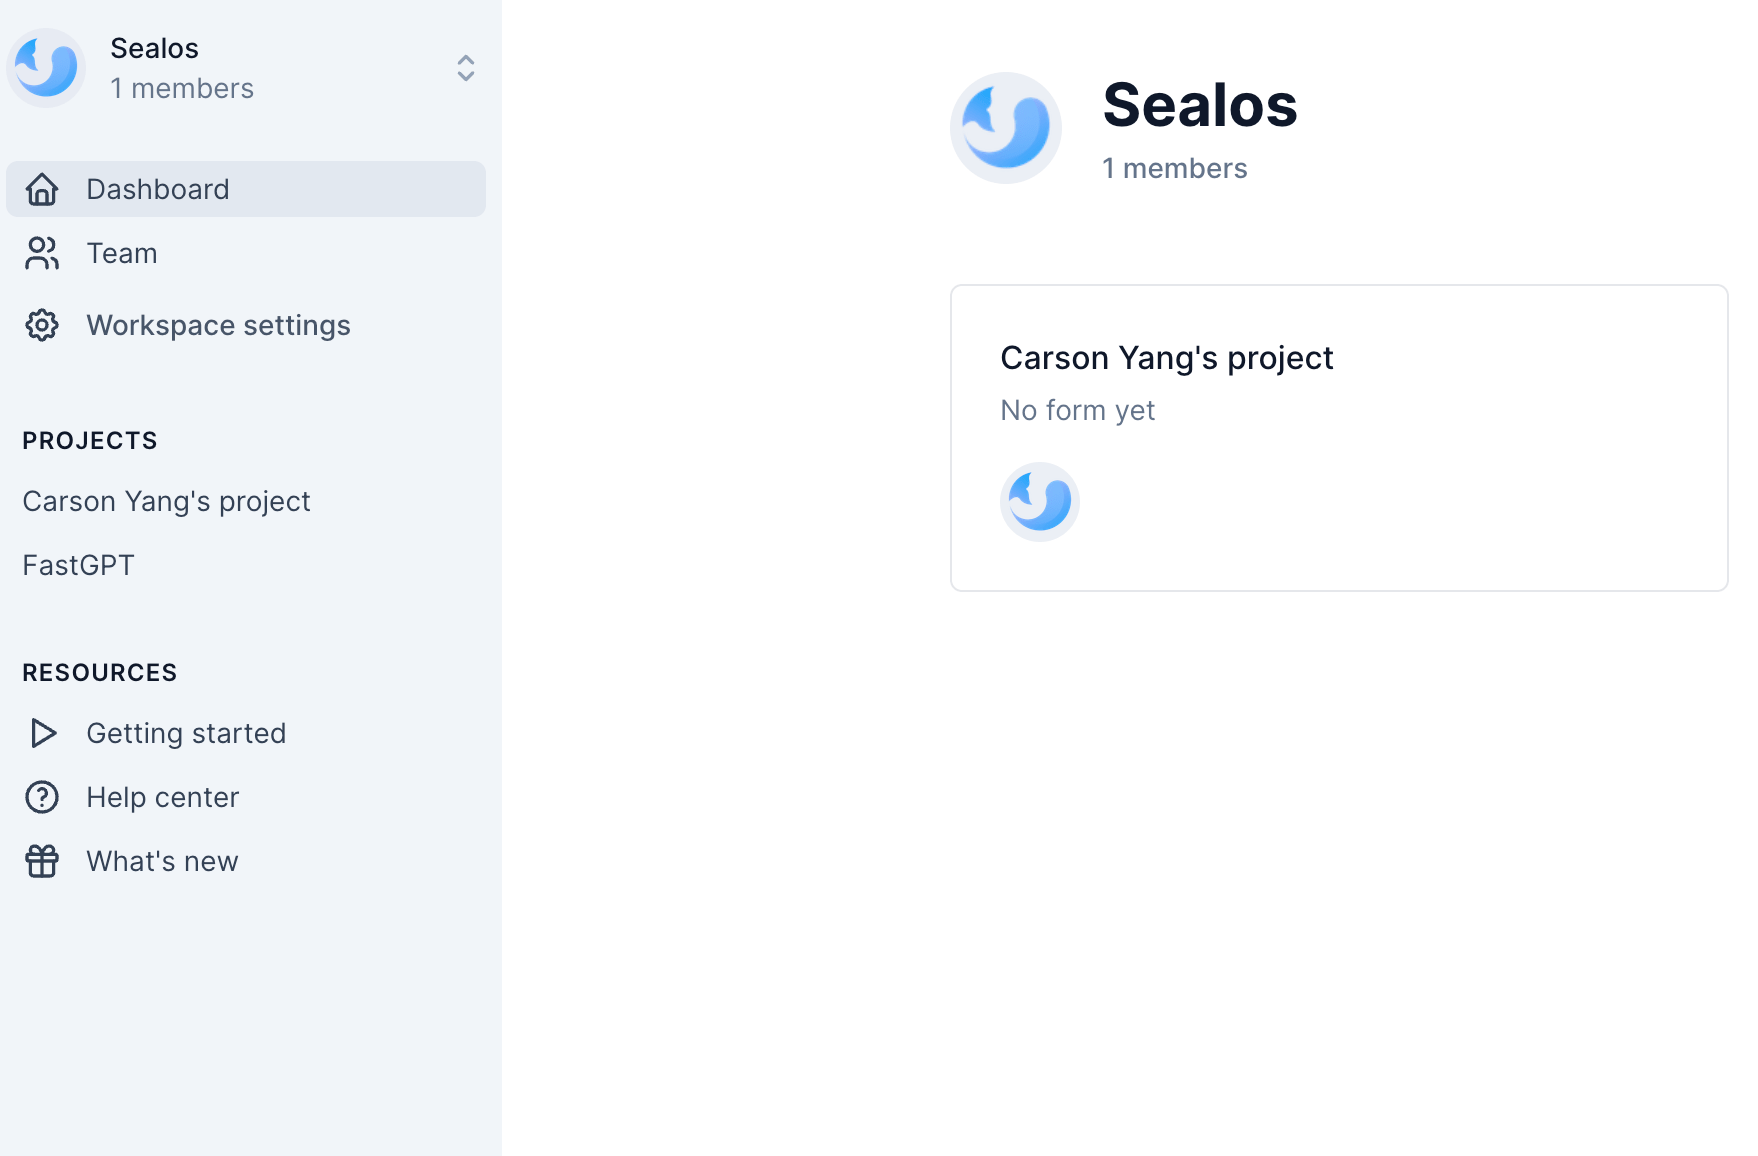 Sealos
1 members
Dashboard
Team
Workspace settings
PROJECTS
Carson Yang's project
FastGPT
RESOURCES
Getting started
Help center
What's new
Sealos
1 members
Carson Yang's project
No form yet